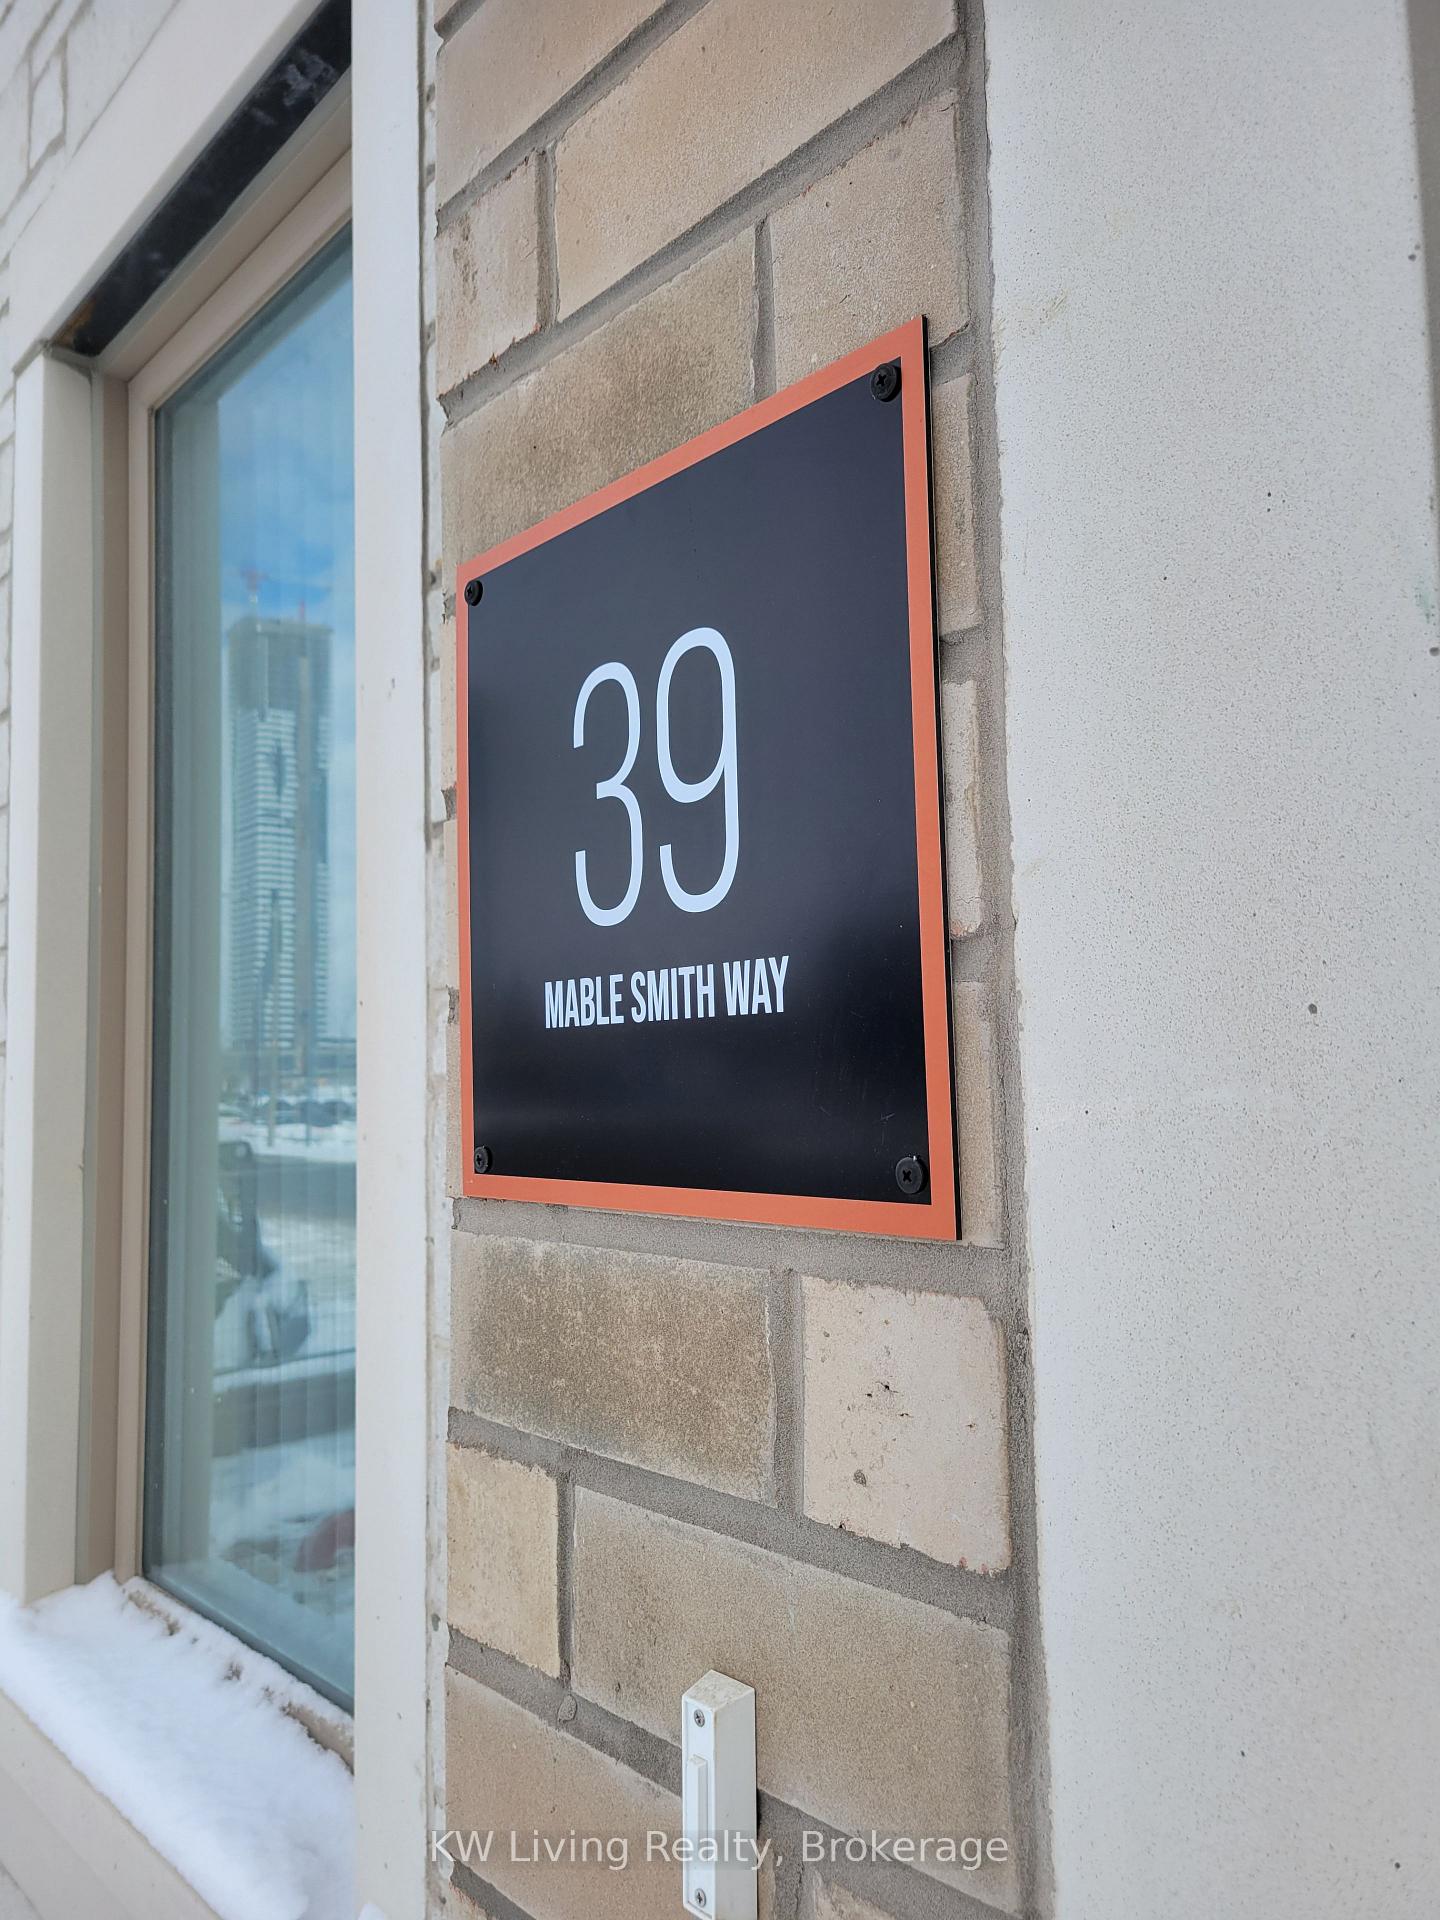 39
MABLE SMITH WAY
KW Living Realty, Brokerage